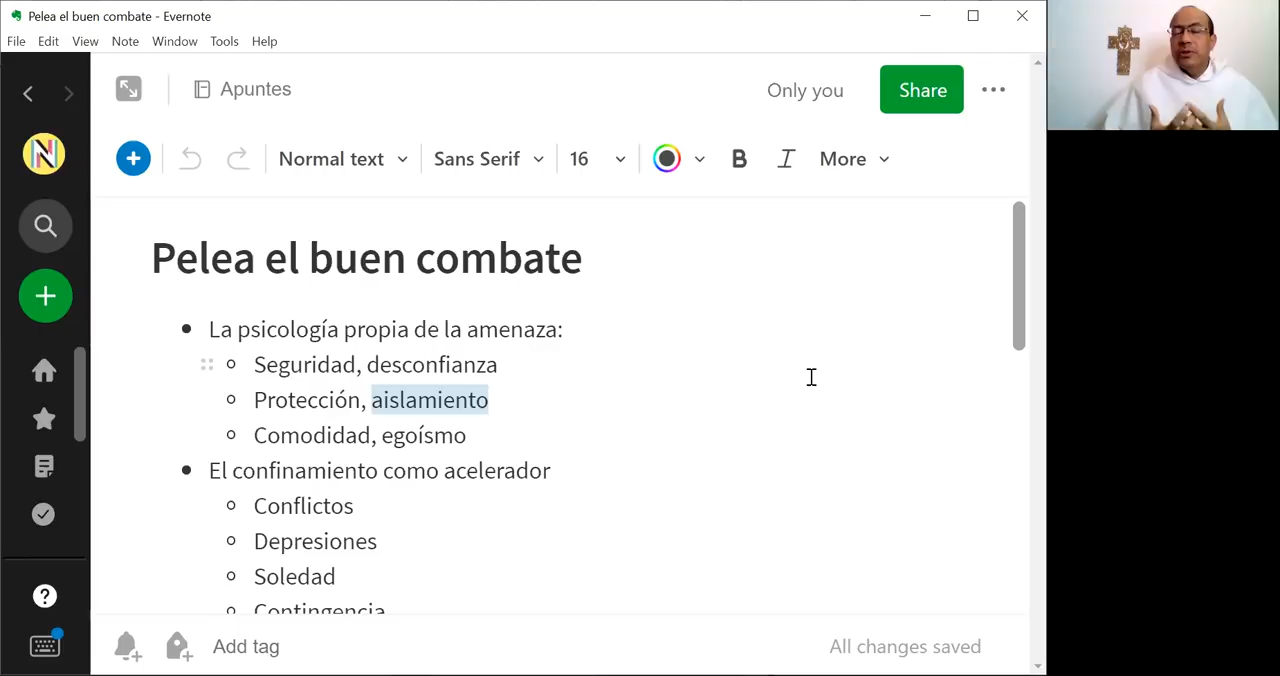 Pelea el buen combate - Evernote
File Edit View Note Window Tools Help
Apuntes
Only you
Share
Normal text
Sans Serif
16
B
I
More
Pelea el buen combate
La psicología propia de la amenaza:
Seguridad, desconfianza
Protección, aislamiento
Comodidad, egoísmo
El confinamiento como acelerador
Conflictos
Depresiones
Soledad
Contingencia
Add tag
All changes saved